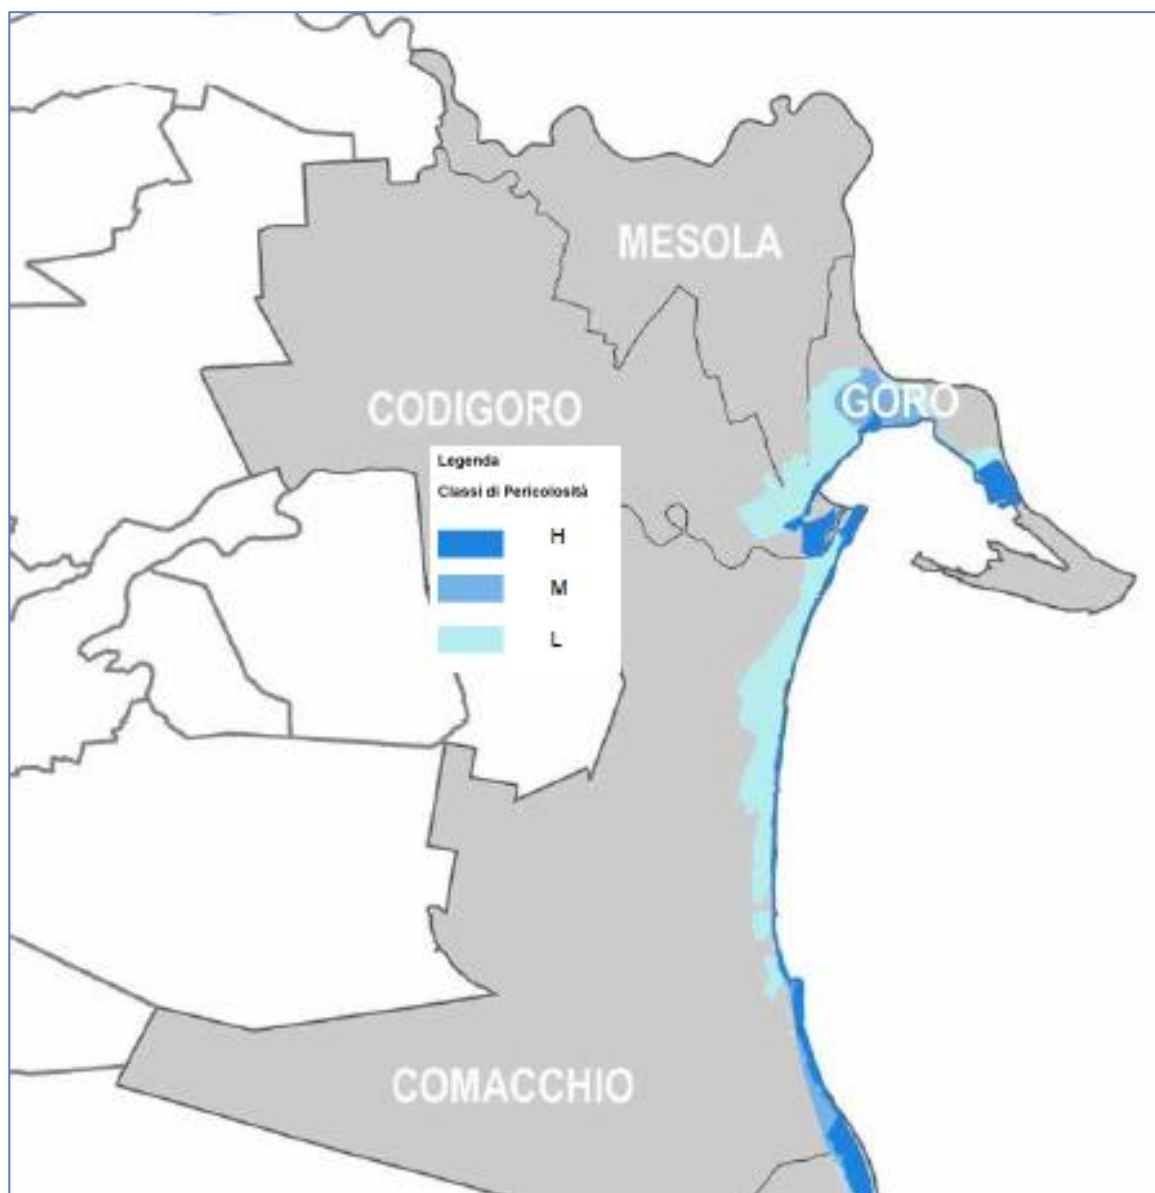 MESOLA
GORO
CODIGORO
Legenda
Classi di Pericolosità
H
M
L
COMACCHIO